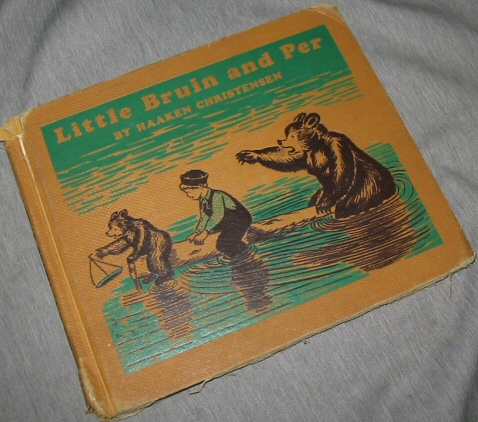 Little Bruin and Per
BY HAAKEN CHRISTENSEN